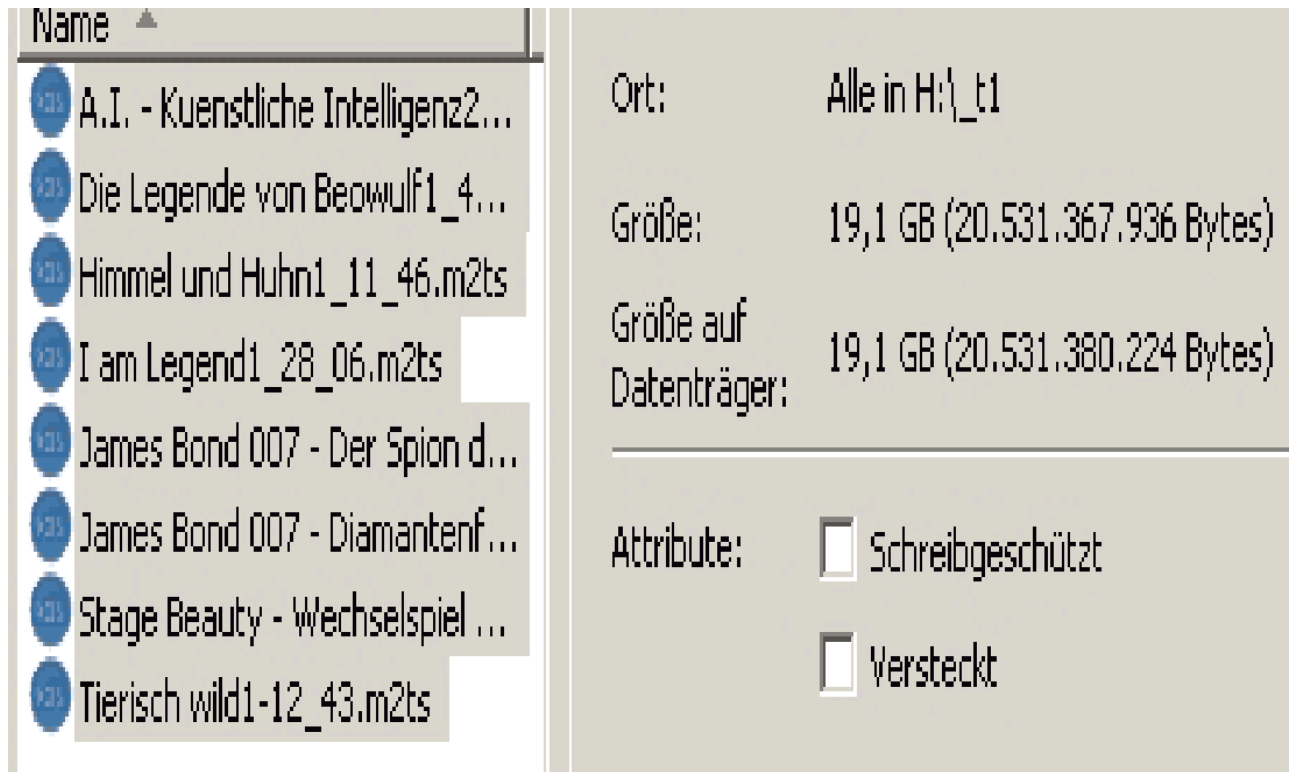 Name
A.I. - Kuenstliche Intelligenz2...
Die Legende von Beowulf1_4...
Himmel und Huhn1_11_46.m2ts
I am Legend1_28_06.m2ts
James Bond 007 - Der Spion d...
James Bond 007 - Diamantenf...
Stage Beauty - Wechselspiel ...
Tierisch wild1-12_43.m2ts
Ort: Alle in H:\_t1
Größe: 19,1 GB (20.531.367.936 Bytes)
Größe auf
Datenträger: 19,1 GB (20.531.380.224 Bytes)
Attribute: Schreibgeschützt
Versteckt